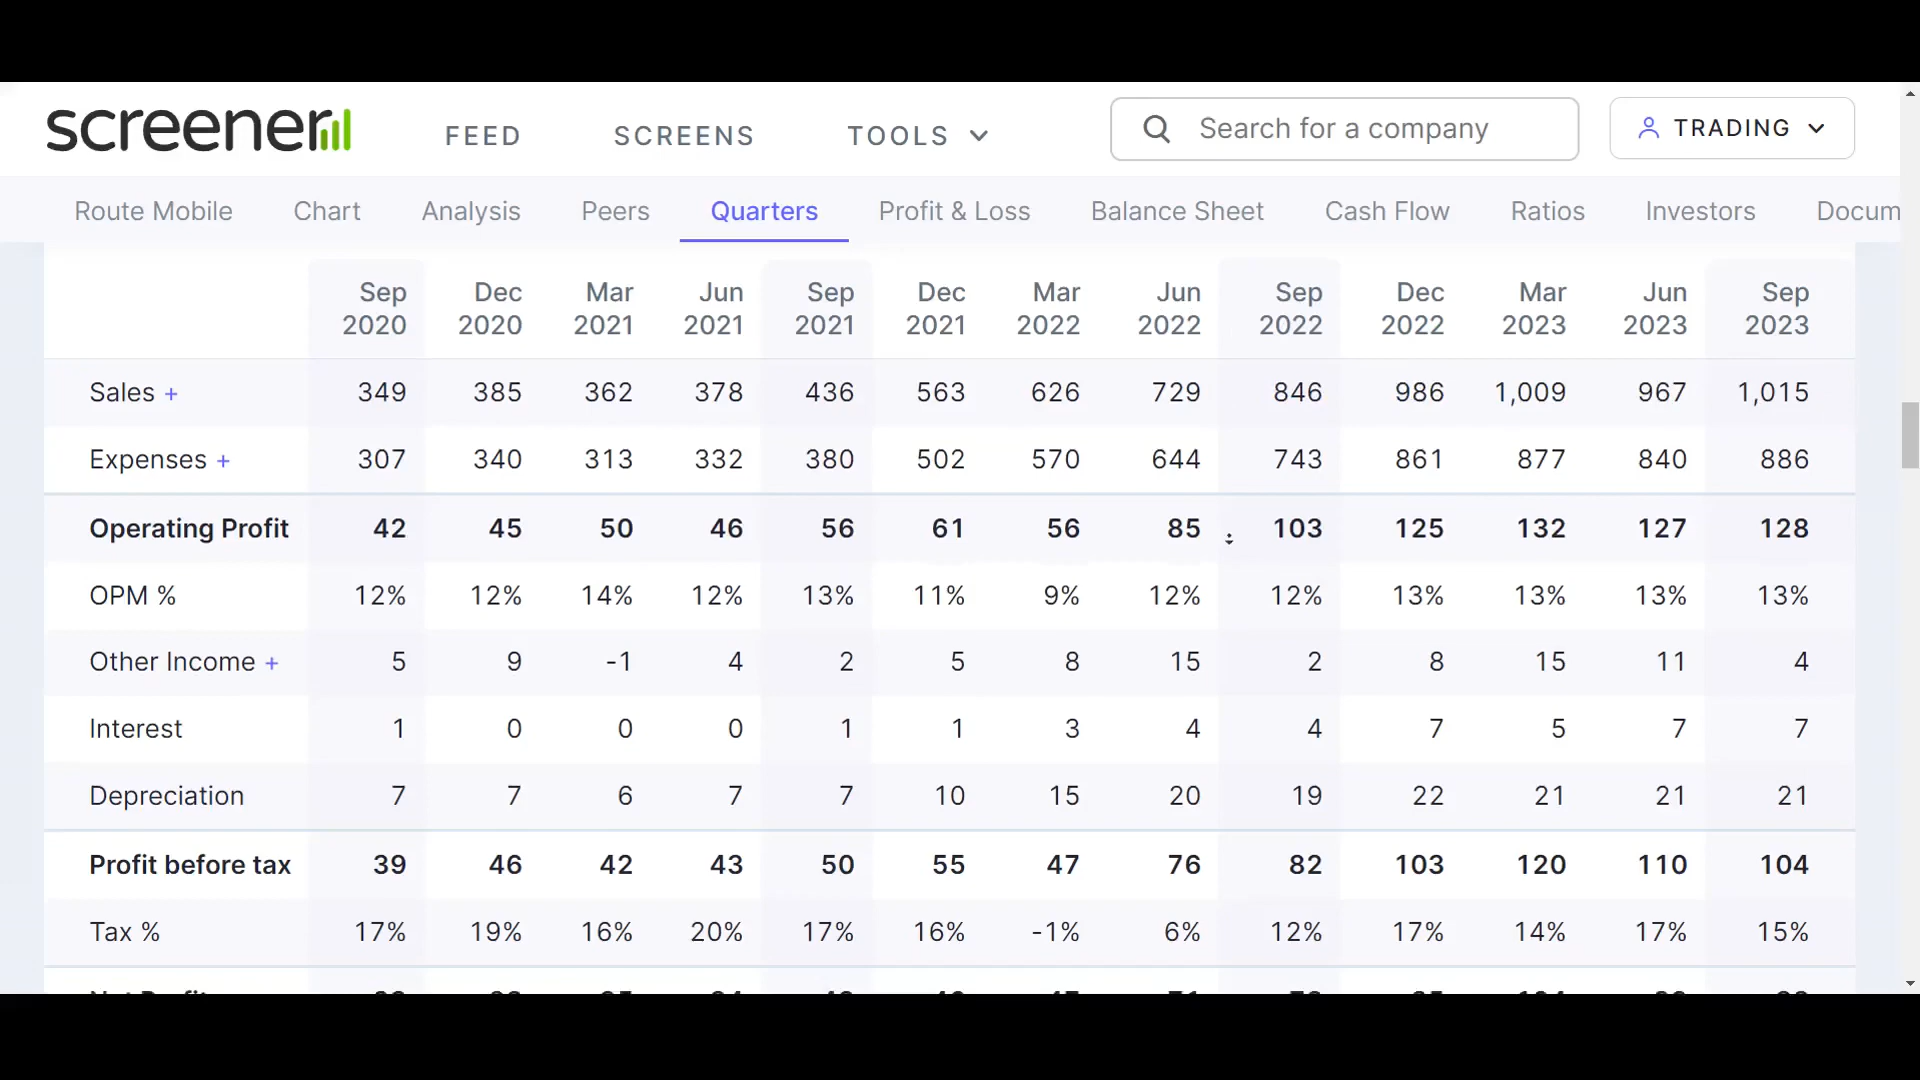 screener
FEED SCREENS TOOLS Search for a company TRADING
Route Mobile Chart Analysis Peers Quarters Profit & Loss Balance Sheet Cash Flow Ratios Investors Docum
Sep Dec Mar Jun Sep Dec Mar Jun Sep Dec Mar Jun Sep
2020 2020 2021 2021 2021 2021 2022 2022 2022 2022 2023 2023 2023
Sales + 349 385 362 378 436 563 626 729 846 986 1,009 967 1,015
Expenses + 307 340 313 332 380 502 570 644 743 861 877 840 886
Operating Profit 42 45 50 46 56 61 56 85 103 125 132 127 128
OPM % 12% 12% 14% 12% 13% 11% 9% 12% 12% 13% 13% 13% 13%
Other Income + 5 9 -1 4 2 5 8 15 2 8 15 11 4
Interest 1 0 0 0 1 1 3 4 4 7 5 7 7
Depreciation 7 7 6 7 7 10 15 20 19 22 21 21 21
Profit before tax 39 46 42 43 50 55 47 76 82 103 120 110 104
Tax % 17% 19% 16% 20% 17% 16% -1% 6% 12% 17% 14% 17% 15%